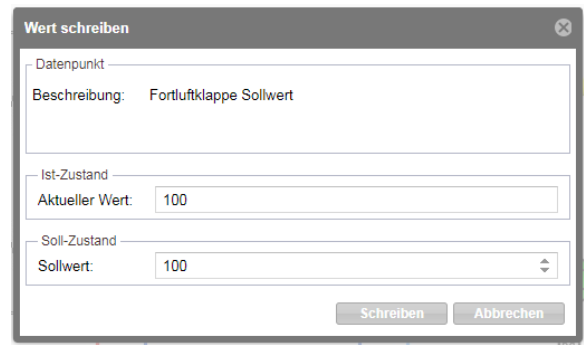 Wert schreiben
Datenpunkt
Beschreibung: Fortluftklappe Sollwert
Ist-Zustand
Aktueller Wert: 100
Soll-Zustand
Sollwert: 100
Schreiben Abbrechen